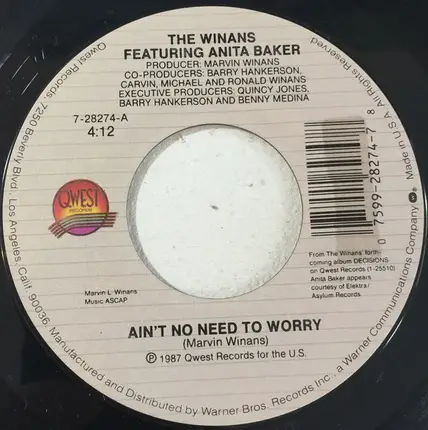 THE WINANS
FEATURING ANITA BAKER
PRODUCER: MARVIN WINANS
CO-PRODUCERS: BARRY HANKERSON,
CARVIN, MICHAEL AND RONALD WINANS
EXECUTIVE PRODUCERS: QUINCY JONES,
BARRY HANKERSON AND BENNY MEDINA
7-28274-A
4:12
QWEST
RECORDS
0 7599-28274-7 8
From The Winans' forth-
coming album DECISIONS
on Qwest Records (1-25510)
Anita Baker appears
courtesy of Elektra/
Asylum Records.
Marvin L. Winans
Music ASCAP
AIN'T NO NEED TO WORRY
(Marvin Winans)
Ⓟ 1987 Qwest Records for the U.S.
Qwest Records, 7250 Beverly Blvd., Los Angeles, Calif. 90036. Manufactured and Distributed by Warner Bros. Records Inc., a Warner Communications Company
Made in U.S.A. All Rights Reserved